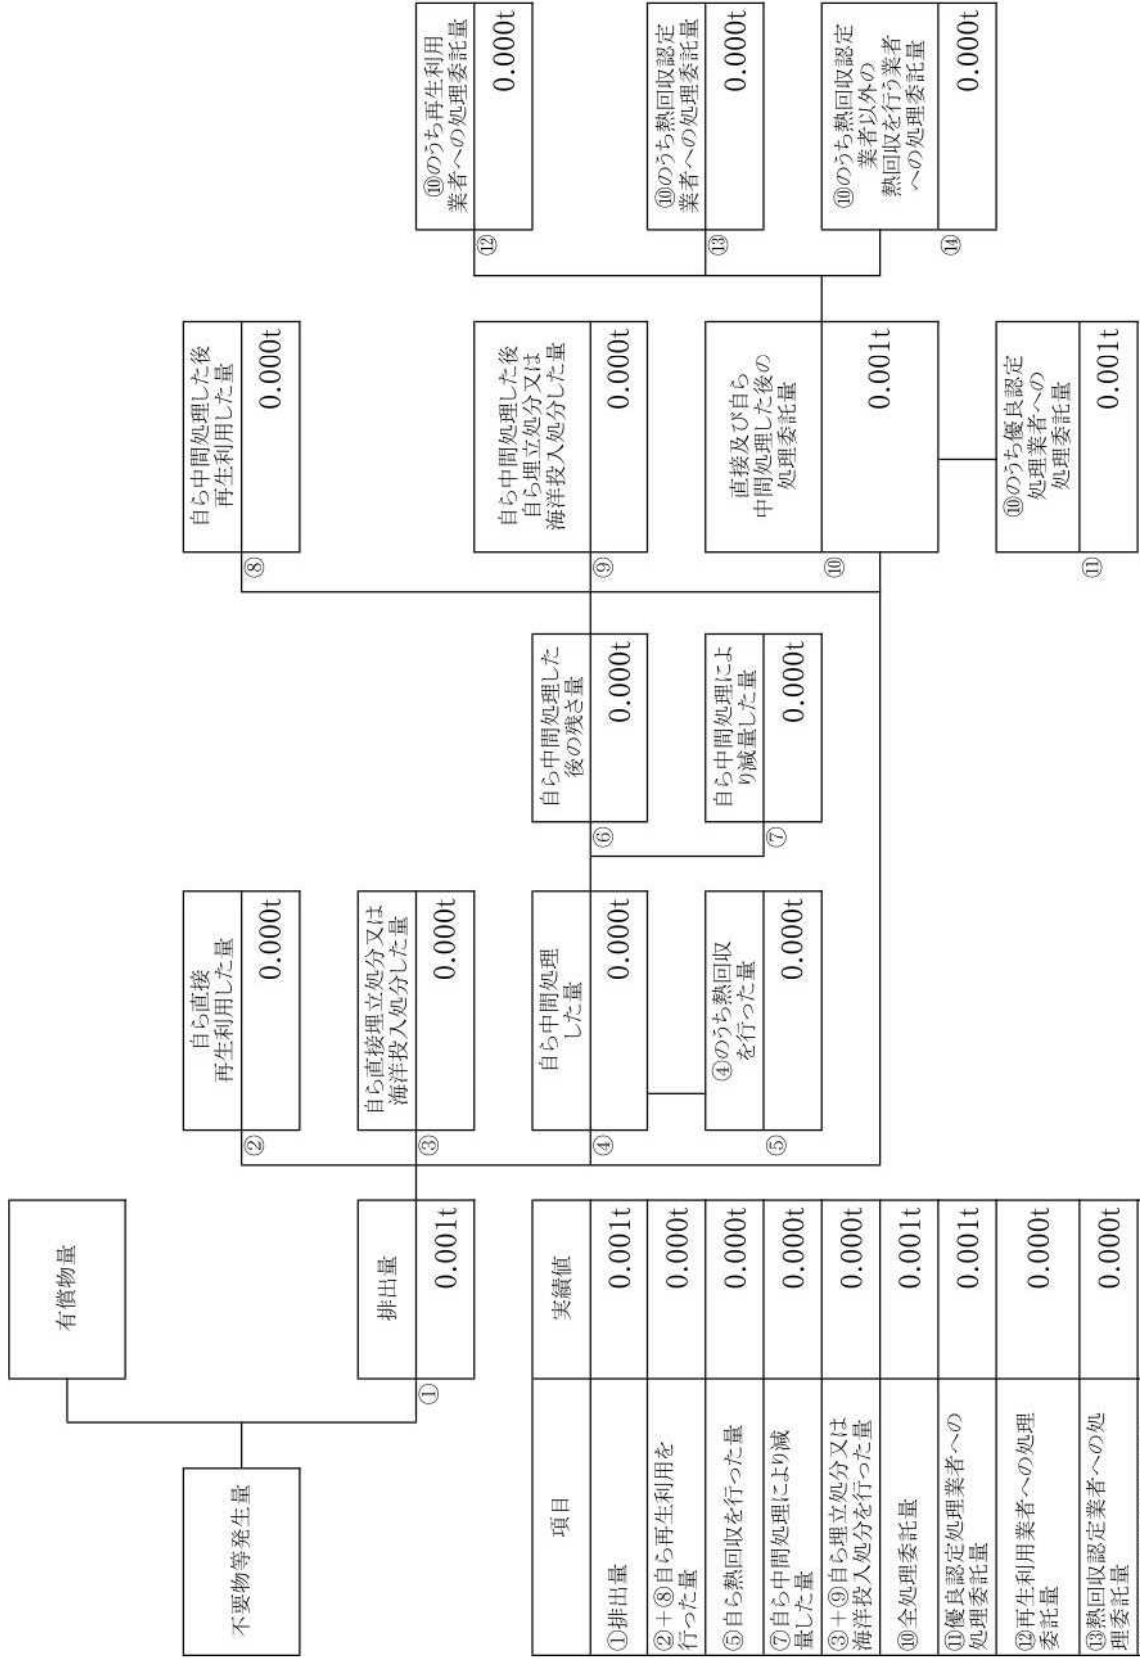 有償物量
不要物等発生量
排出量
①
0.001t
自ら直接
再生利用した量
②
0.000t
自ら直接埋立処分又は
海洋投入処分した量
③
0.000t
自ら中間処理
した量
④
0.000t
④のうち熱回収
を行った量
⑤
0.000t
自ら中間処理した
後の残さ量
⑥
0.000t
自ら中間処理によ
り減量した量
⑦
0.000t
自ら中間処理した後
再生利用した量
⑧
0.000t
自ら中間処理した後
自ら埋立処分又は
海洋投入処分した量
⑨
0.000t
直接及び自ら
中間処理した後の
処理委託量
⑩
0.001t
⑩のうち優良認定
処理業者への
処理委託量
⑪
0.001t
⑩のうち再生利用
業者への処理委託量
⑫
0.000t
⑩のうち熱回収認定
業者への処理委託量
⑬
0.000t
⑩のうち熱回収認定
業者以外の
熱回収を行う業者
への処理委託量
⑭
0.000t
項目 実績値
①排出量 0.001t
②+⑧自ら再生利用を
行った量 0.000t
⑤自ら熱回収を行った量 0.000t
⑦自ら中間処理により減
量した量 0.000t
③+⑨自ら埋立処分又は
海洋投入処分を行った量 0.000t
⑩全処理委託量 0.001t
⑪優良認定処理業者への
処理委託量 0.001t
⑫再生利用業者への処理
委託量 0.000t
⑬熱回収認定業者への処
理委託量 0.000t